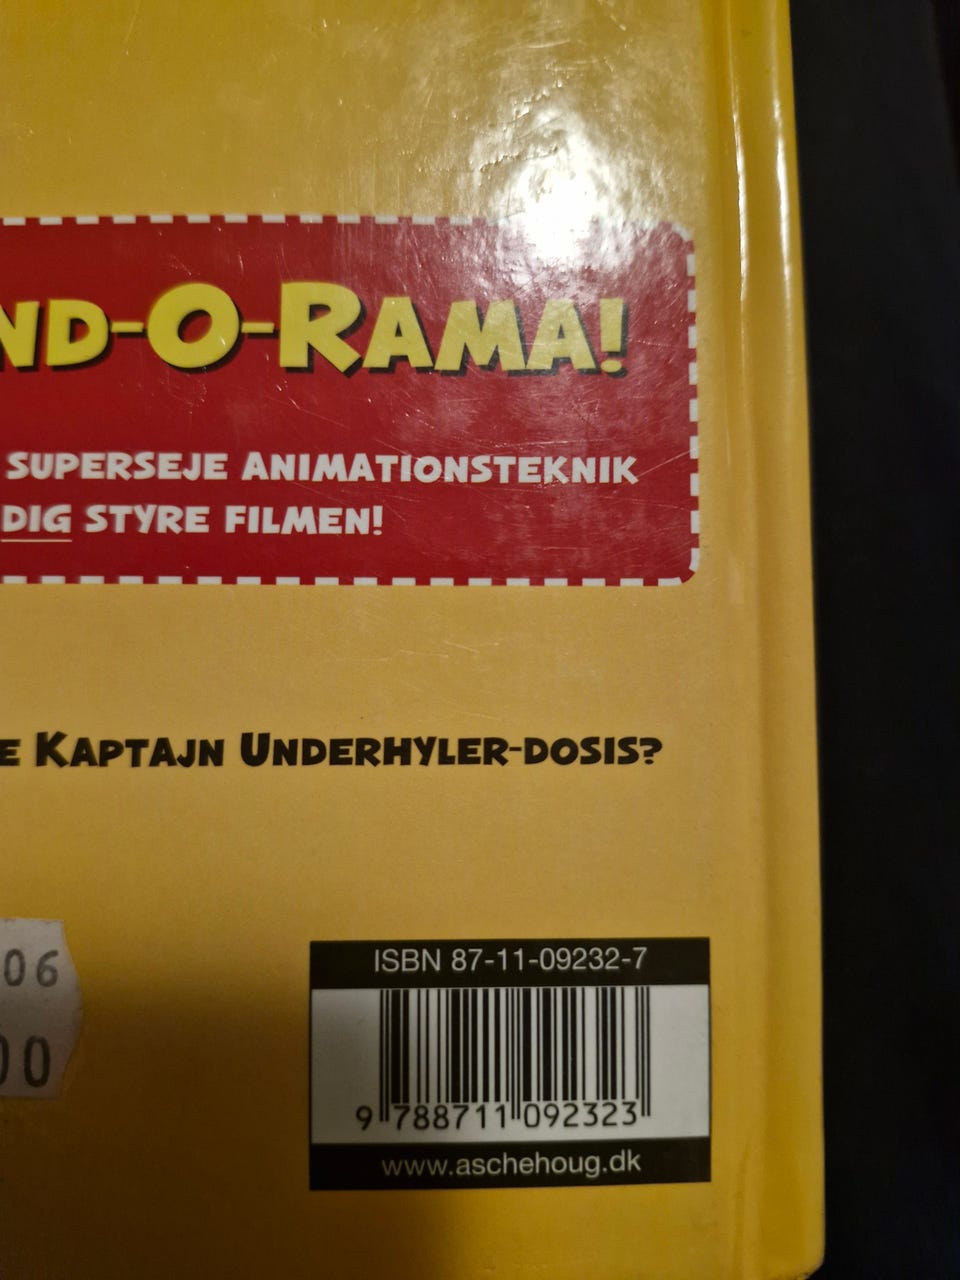 ND-O-RAMA!
SUPERSEJE ANIMATIONSTEKNIK
DIG STYRE FILMEN!
E KAPTAJN UNDERHYLER-DOSIS?
06
00
ISBN 87-11-09232-7
9 788711 092323
www.aschehoug.dk